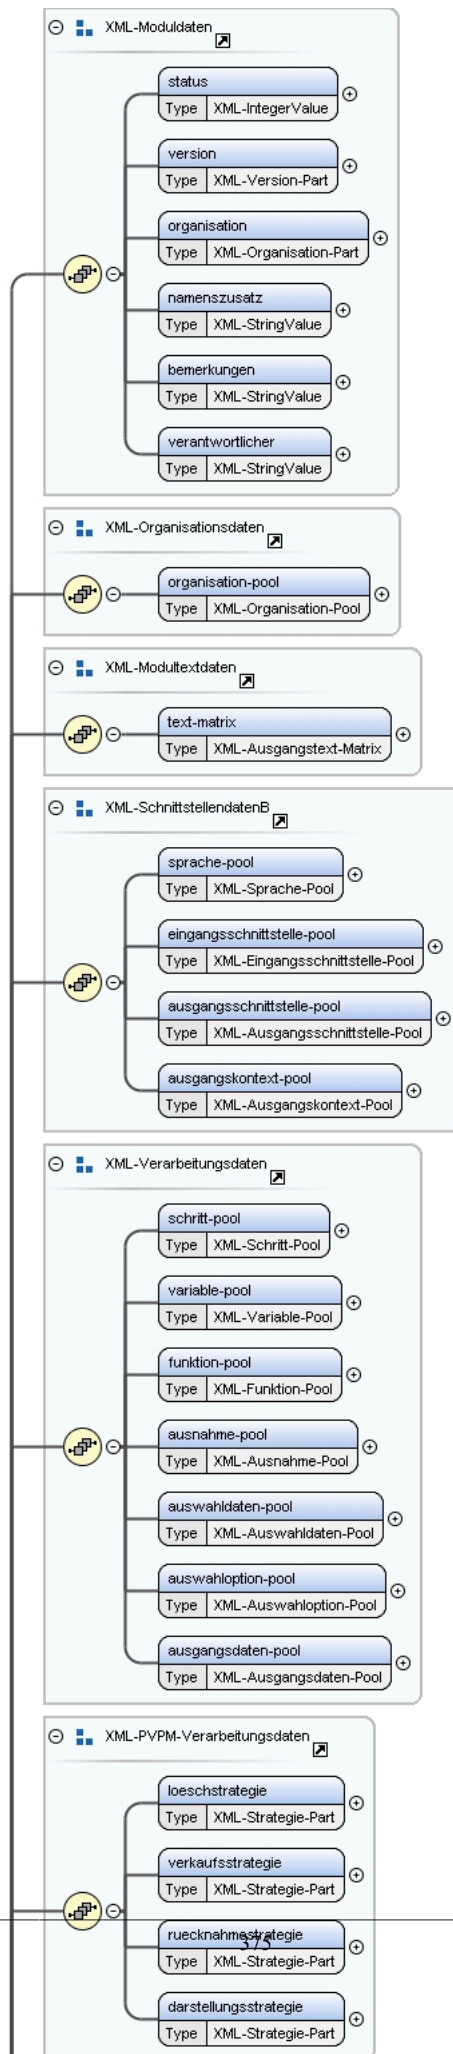 XML-Moduldaten
status
Type XML-IntegerValue
version
Type XML-Version-Part
organisation
Type XML-Organisation-Part
namenszusatz
Type XML-StringValue
bemerkungen
Type XML-StringValue
verantwortlicher
Type XML-StringValue
XML-Organisationsdaten
organisation-pool
Type XML-Organisation-Pool
XML-Modultextdaten
text-matrix
Type XML-Ausgangstext-Matrix
XML-SchnittstellendatenB
sprache-pool
Type XML-Sprache-Pool
eingangsschnittstelle-pool
Type XML-Eingangsschnittstelle-Pool
ausgangsschnittstelle-pool
Type XML-Ausgangsschnittstelle-Pool
ausgangskontext-pool
Type XML-Ausgangskontext-Pool
XML-Verarbeitungsdaten
schritt-pool
Type XML-Schritt-Pool
variable-pool
Type XML-Variable-Pool
funktion-pool
Type XML-Funktion-Pool
ausnahme-pool
Type XML-Ausnahme-Pool
auswahldaten-pool
Type XML-Auswahldaten-Pool
auswahloption-pool
Type XML-Auswahloption-Pool
ausgangsdaten-pool
Type XML-Ausgangsdaten-Pool
XML-PVPM-Verarbeitungsdaten
loeschstrategie
Type XML-Strategie-Part
verkaufsstrategie
Type XML-Strategie-Part
ruecknahmestrategie
375
Type XML-Strategie-Part
darstellungsstrategie
Type XML-Strategie-Part